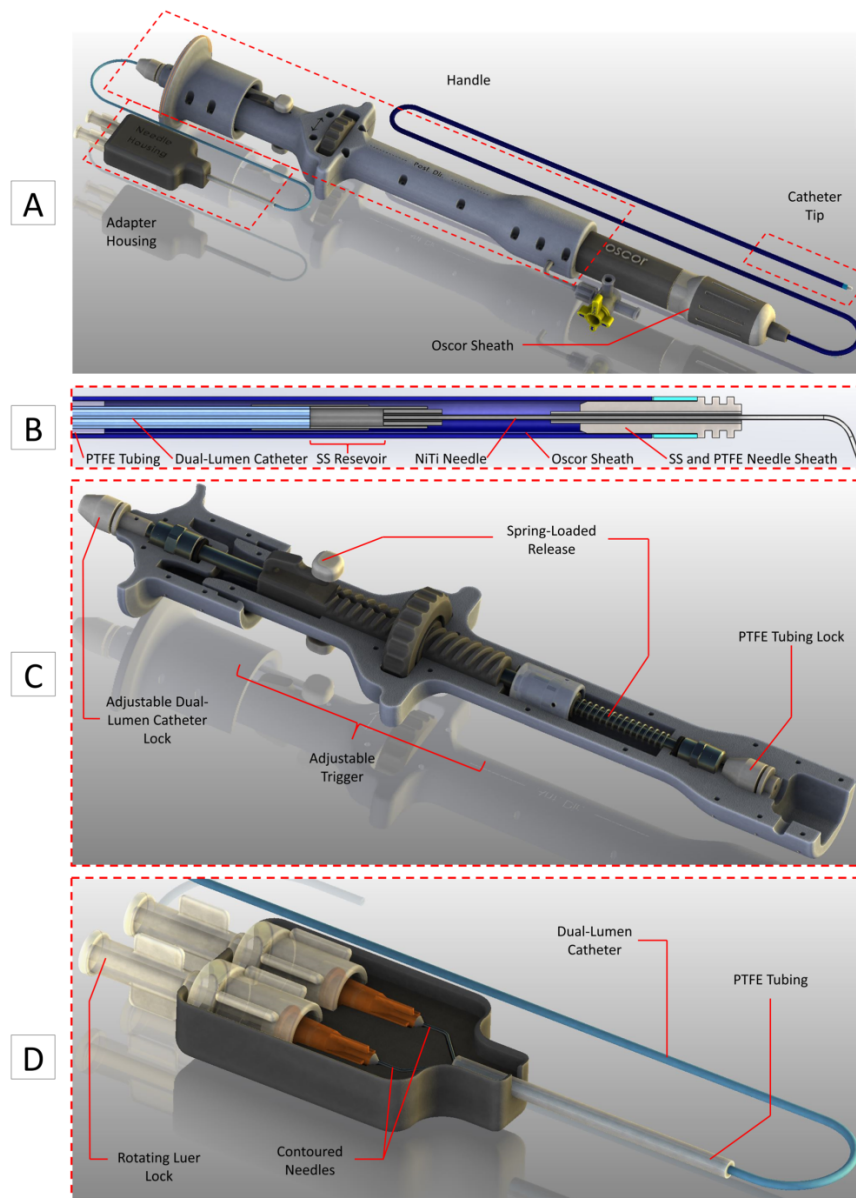 A
Handle
Needle
Housing
Adapter
Housing
oscor
Catheter
Tip
Oscor Sheath
B
PTFE Tubing Dual-Lumen Catheter SS Resevoir NiTi Needle Oscor Sheath SS and PTFE Needle Sheath
C
Spring-Loaded
Release
PTFE Tubing Lock
Adjustable Dual-
Lumen Catheter
Lock
Adjustable
Trigger
D
Dual-Lumen
Catheter
PTFE Tubing
Rotating Luer
Lock
Contoured
Needles